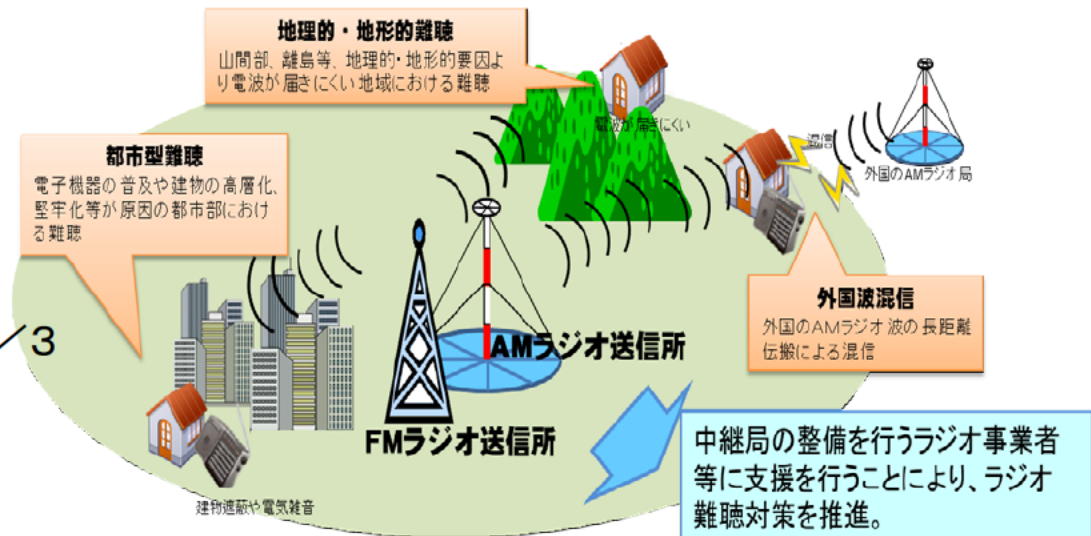 地理的・地形的難聴
山間部、離島等、地理的・地形的要因よ
り電波が届きにくい地域における難聴
電波が届きにくい
混信
外国のAMラジオ局
都市型難聴
電子機器の普及や建物の高層化、
堅牢化等が原因の都市部におけ
る難聴
外国波混信
外国のAMラジオ波の長距離
伝搬による混信
3
AMラジオ送信所
FMラジオ送信所
建物遮蔽や電気雑音
中継局の整備を行うラジオ事業者
等に支援を行うことにより、ラジオ
難聴対策を推進。